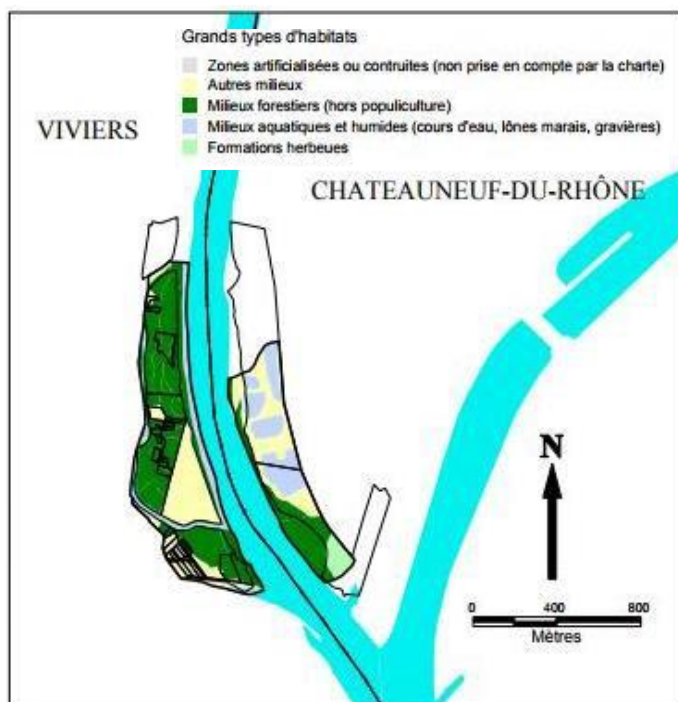 Grands types d'habitats
Zones artificialisées ou contruites (non prise en compte par la charte)
Autres milieux
Milieux forestiers (hors populiculture)
Milieux aquatiques et humides (cours d'eau, lônes marais, gravières)
Formations herbeues
VIVIERS
CHATEAUNEUF-DU-RHÔNE
N
0 400 800
Mètres